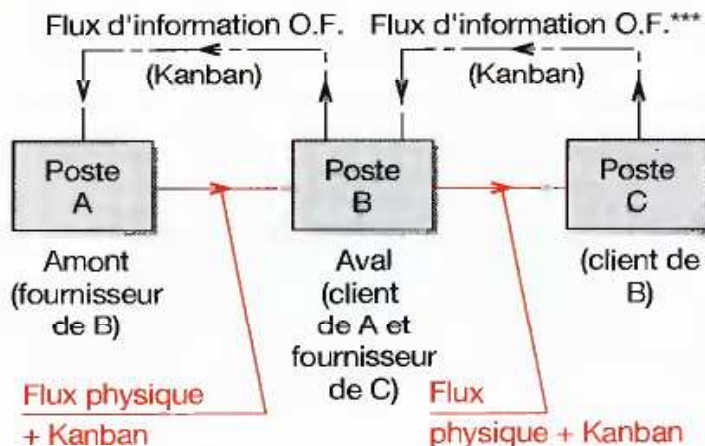 Flux d'information O.F.
(Kanban)
Flux d'information O.F.***
(Kanban)
Poste
A
Poste
B
Poste
C
Amont
(fournisseur
de B)
Aval
(client
de A et
fournisseur
de C)
(client de
B)
Flux physique
+ Kanban
Flux
physique + Kanban